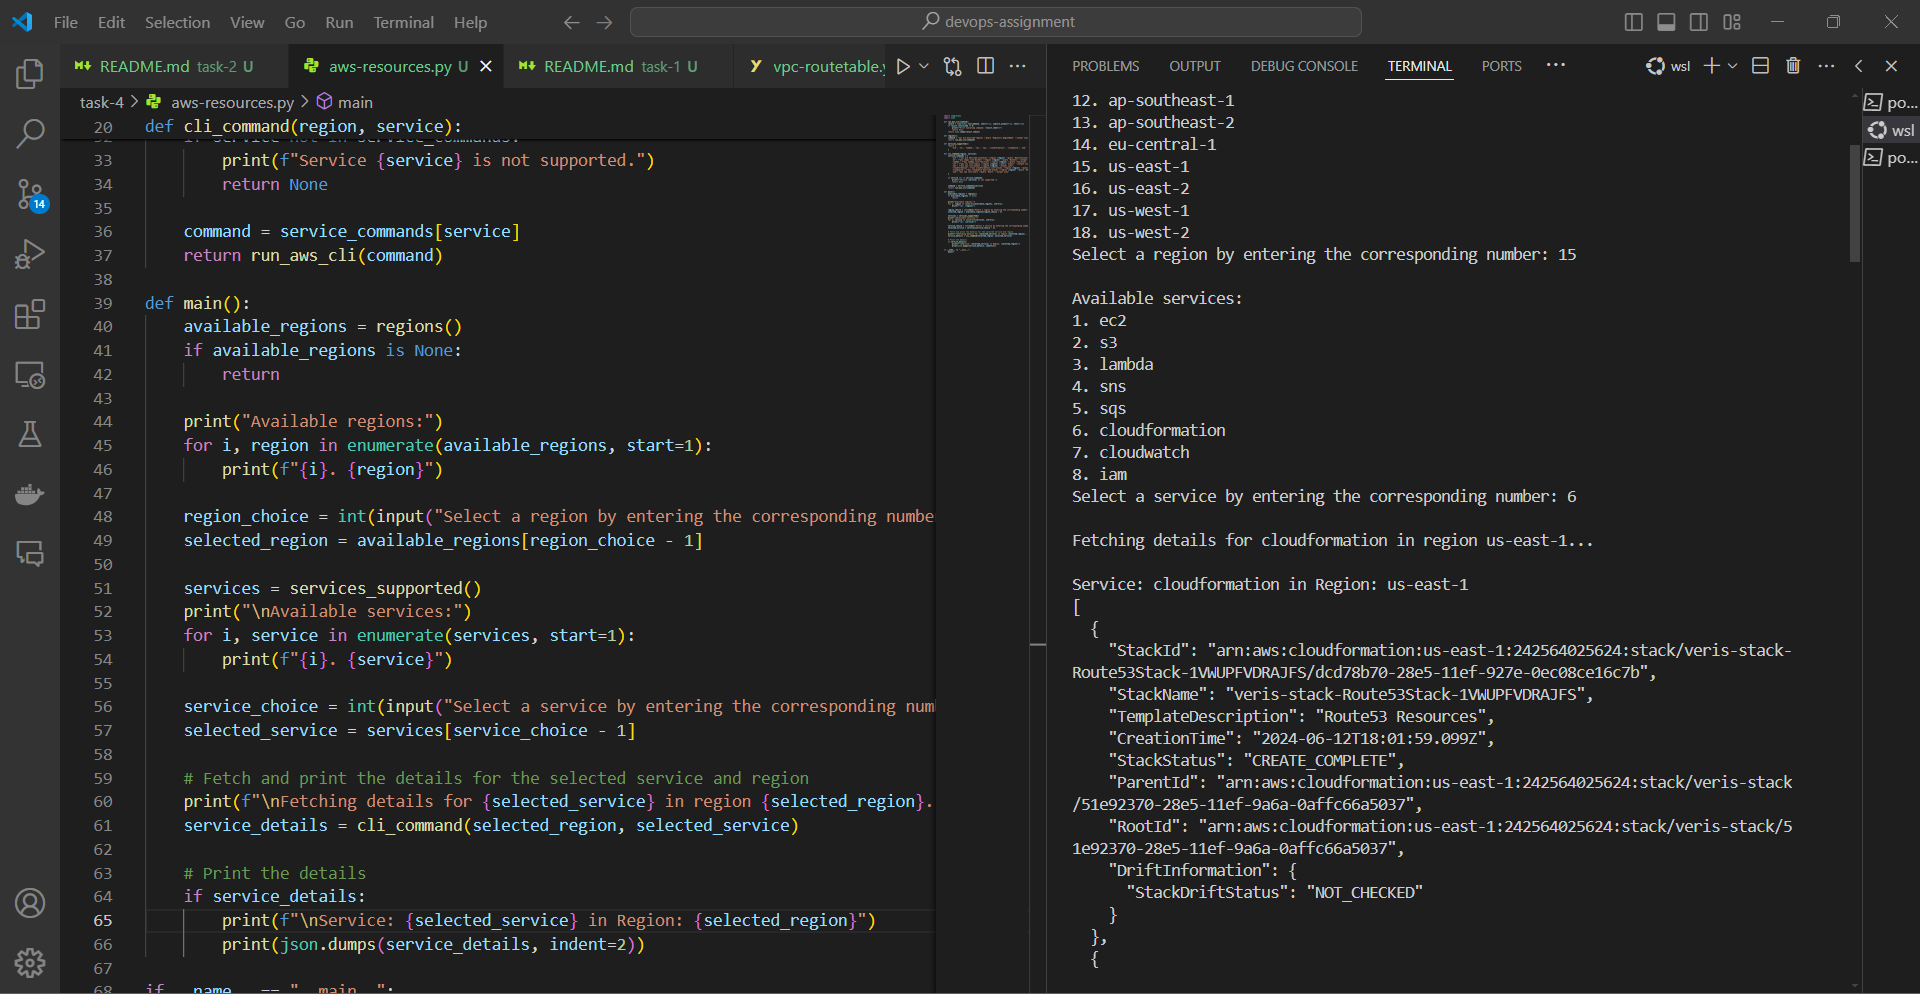 File Edit Selection View Go Run Terminal Help
devops-assignment
README.md task-2 U
aws-resources.py U
README.md task-1 U
vpc-routetable.y
task-4 > aws-resources.py > main
20 def cli_command(region, service):
33 print(f"Service {service} is not supported.")
34 return None
35
36 command = service_commands[service]
37 return run_aws_cli(command)
38
39 def main():
40 available_regions = regions()
41 if available_regions is None:
42 return
43
44 print("Available regions:")
45 for i, region in enumerate(available_regions, start=1):
46 print(f"{i}. {region}")
47
48 region_choice = int(input("Select a region by entering the corresponding numbe
49 selected_region = available_regions[region_choice - 1]
50
51 services = services_supported()
52 print("\nAvailable services:")
53 for i, service in enumerate(services, start=1):
54 print(f"{i}. {service}")
55
56 service_choice = int(input("Select a service by entering the corresponding num
57 selected_service = services[service_choice - 1]
58
59 # Fetch and print the details for the selected service and region
60 print(f"\nFetching details for {selected_service} in region {selected_region}.
61 service_details = cli_command(selected_region, selected_service)
62
63 # Print the details
64 if service_details:
65 print(f"\nService: {selected_service} in Region: {selected_region}")
66 print(json.dumps(service_details, indent=2))
67
68 if __name__ == "__main__":
14
PROBLEMS OUTPUT DEBUG CONSOLE TERMINAL PORTS
wsl
12. ap-southeast-1
13. ap-southeast-2
14. eu-central-1
15. us-east-1
16. us-east-2
17. us-west-1
18. us-west-2
Select a region by entering the corresponding number: 15
Available services:
1. ec2
2. s3
3. lambda
4. sns
5. sqs
6. cloudformation
7. cloudwatch
8. iam
Select a service by entering the corresponding number: 6
Fetching details for cloudformation in region us-east-1...
Service: cloudformation in Region: us-east-1
[
{
"StackId": "arn:aws:cloudformation:us-east-1:242564025624:stack/veris-stack-
Route53Stack-1VWUPFVDRAJFS/dcd78b70-28e5-11ef-927e-0ec08ce16c7b",
"StackName": "veris-stack-Route53Stack-1VWUPFVDRAJFS",
"TemplateDescription": "Route53 Resources",
"CreationTime": "2024-06-12T18:01:59.099Z",
"StackStatus": "CREATE_COMPLETE",
"ParentId": "arn:aws:cloudformation:us-east-1:242564025624:stack/veris-stack
/51e92370-28e5-11ef-9a6a-0affc66a5037",
"RootId": "arn:aws:cloudformation:us-east-1:242564025624:stack/veris-stack/5
1e92370-28e5-11ef-9a6a-0affc66a5037",
"DriftInformation": {
"StackDriftStatus": "NOT_CHECKED"
}
},
{
po...
wsl
po...